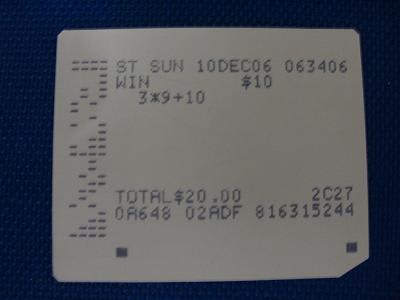 ST SUN 10DEC06 063406
WIN $10
3*9+10
TOTAL$20.00 2C27
0A648 02ADF 816315244